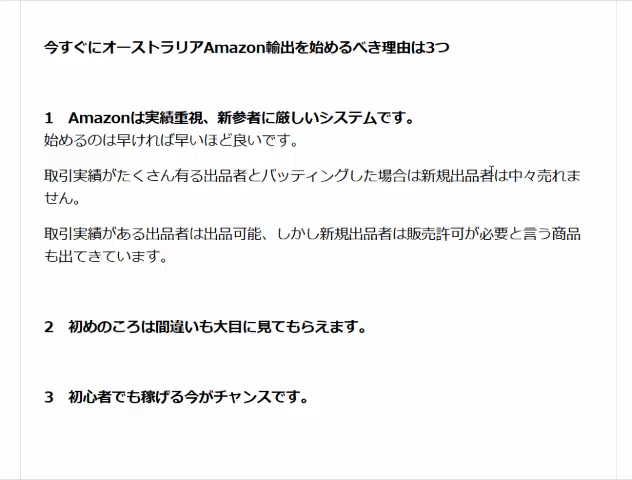 今すぐにオーストラリアAmazon輸出を始めるべき理由は3つ
1　Amazonは実績重視、新参者に厳しいシステムです。
始めるのは早ければ早いほど良いです。
取引実績がたくさん有る出品者とバッティングした場合は新規出品者は中々売れま
せん。
取引実績がある出品者は出品可能、しかし新規出品者は販売許可が必要と言う商品
も出てきています。
2　初めのころは間違いも大目に見てもらえます。
3　初心者でも稼げる今がチャンスです。